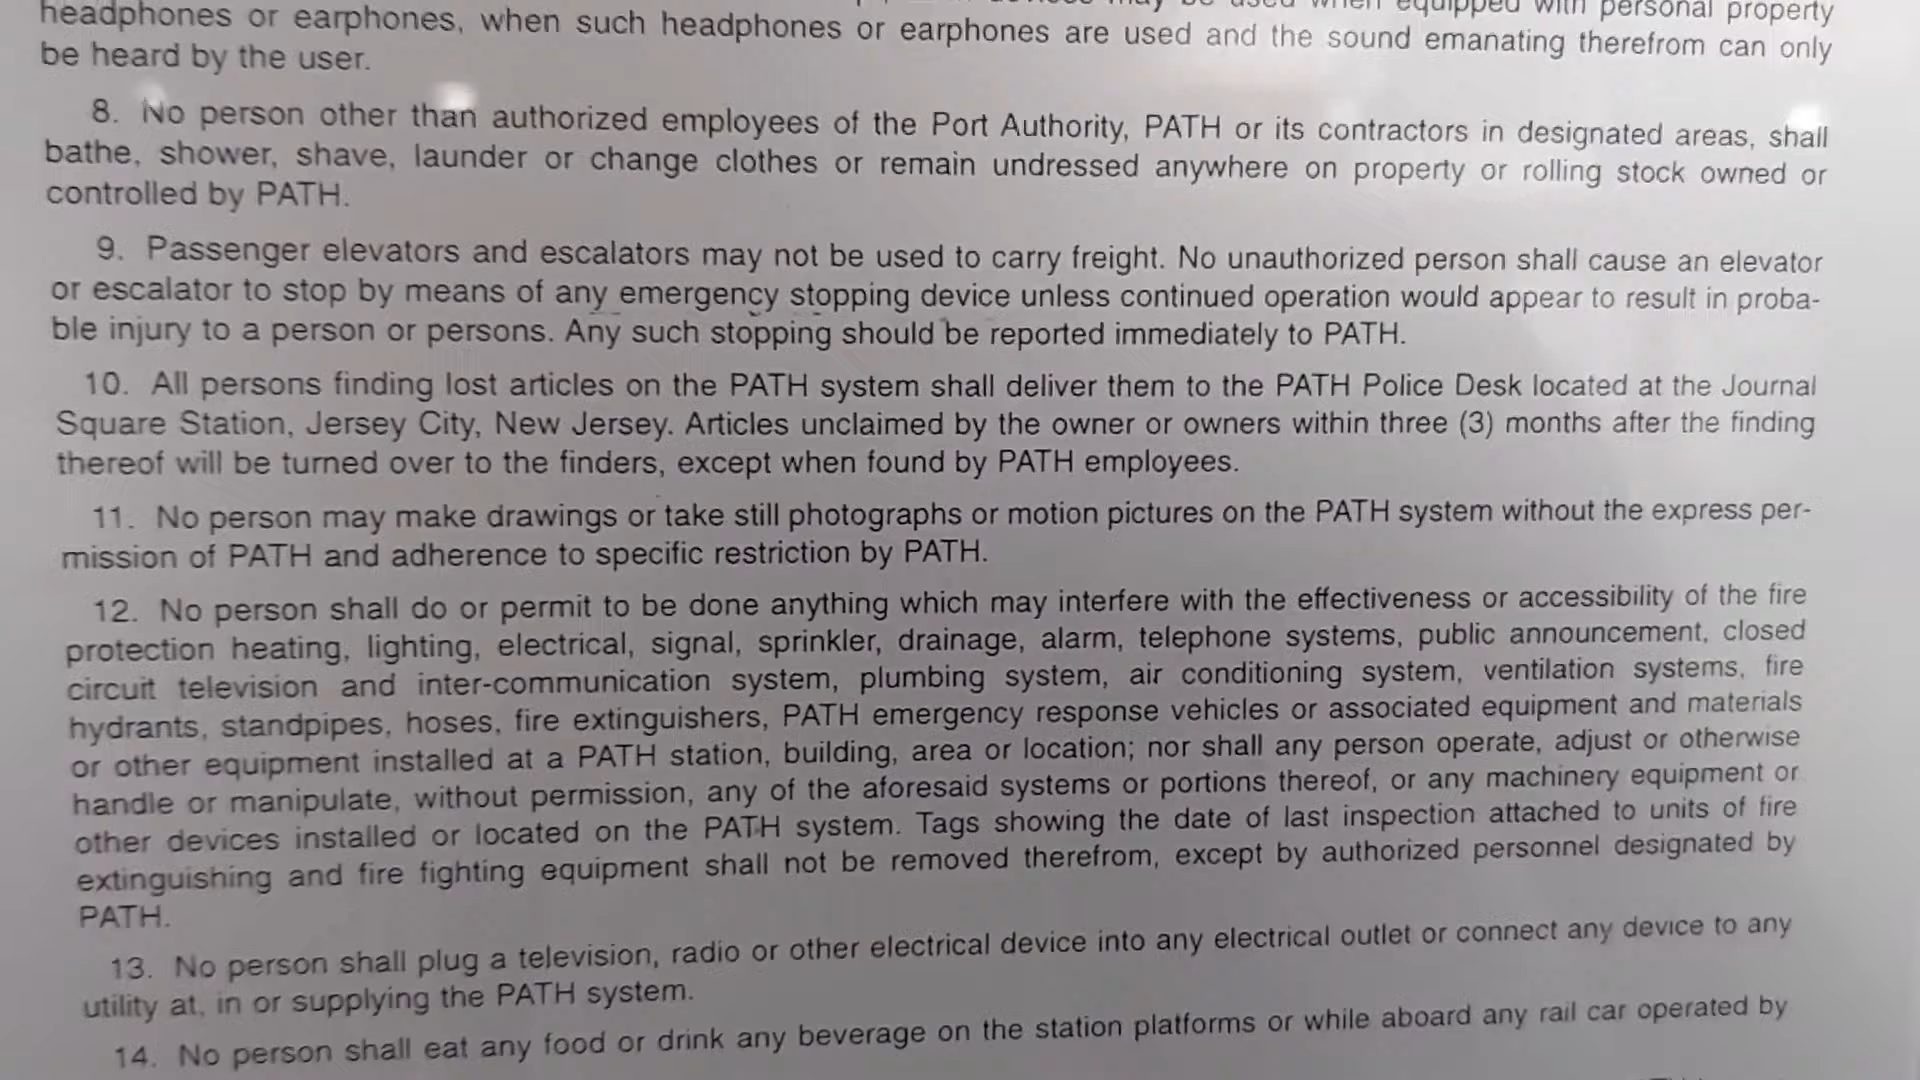 be used when equipped with personal property
headphones or earphones, when such headphones or earphones are used and the sound emanating therefrom can only
be heard by the user.
8. No person other than authorized employees of the Port Authority, PATH or its contractors in designated areas, shall
bathe, shower, shave, launder or change clothes or remain undressed anywhere on property or rolling stock owned or
controlled by PATH.
9. Passenger elevators and escalators may not be used to carry freight. No unauthorized person shall cause an elevator
or escalator to stop by means of any emergency stopping device unless continued operation would appear to result in proba-
ble injury to a person or persons. Any such stopping should be reported immediately to PATH.
10. All persons finding lost articles on the PATH system shall deliver them to the PATH Police Desk located at the Journal
Square Station, Jersey City, New Jersey. Articles unclaimed by the owner or owners within three (3) months after the finding
thereof will be turned over to the finders, except when found by PATH employees.
11. No person may make drawings or take still photographs or motion pictures on the PATH system without the express per-
mission of PATH and adherence to specific restriction by PATH.
12. No person shall do or permit to be done anything which may interfere with the effectiveness or accessibility of the fire
protection heating, lighting, electrical, signal, sprinkler, drainage, alarm, telephone systems, public announcement, closed
circuit television and inter-communication system, plumbing system, air conditioning system, ventilation systems, fire
hydrants, standpipes, hoses, fire extinguishers, PATH emergency response vehicles or associated equipment and materials
or other equipment installed at a PATH station, building, area or location; nor shall any person operate, adjust or otherwise
handle or manipulate, without permission, any of the aforesaid systems or portions thereof, or any machinery equipment or
other devices installed or located on the PATH system. Tags showing the date of last inspection attached to units of fire
extinguishing and fire fighting equipment shall not be removed therefrom, except by authorized personnel designated by
PATH.
13. No person shall plug a television, radio or other electrical device into any electrical outlet or connect any device to any
utility at, in or supplying the PATH system.
14. No person shall eat any food or drink any beverage on the station platforms or while aboard any rail car operated by